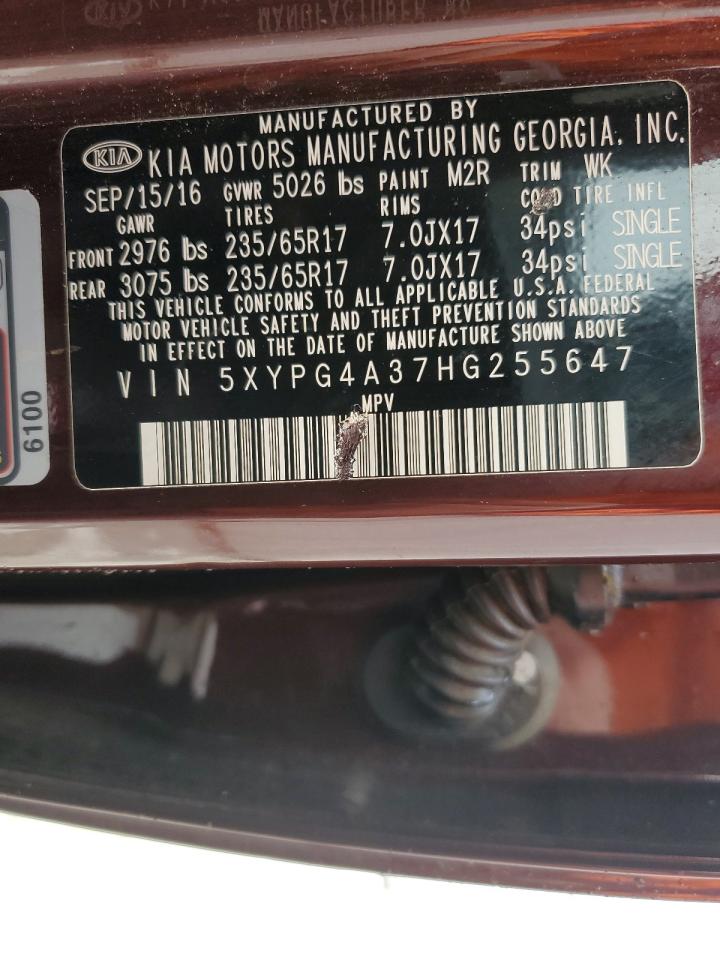 MANUFACTURED BY
KIA KIA MOTORS MANUFACTURING GEORGIA, INC.
SEP/15/16 GVWR 5026 lbs PAINT M2R TRIM WK
GAWR TIRES RIMS COLD TIRE INFL
FRONT 2976 lbs 235/65R17 7.0JX17 34psi SINGLE
REAR 3075 lbs 235/65R17 7.0JX17 34psi SINGLE
THIS VEHICLE CONFORMS TO ALL APPLICABLE U.S.A. FEDERAL
MOTOR VEHICLE SAFETY AND THEFT PREVENTION STANDARDS
IN EFFECT ON THE DATE OF MANUFACTURE SHOWN ABOVE
VIN 5XYPG4A37HG255647
MPV
6100